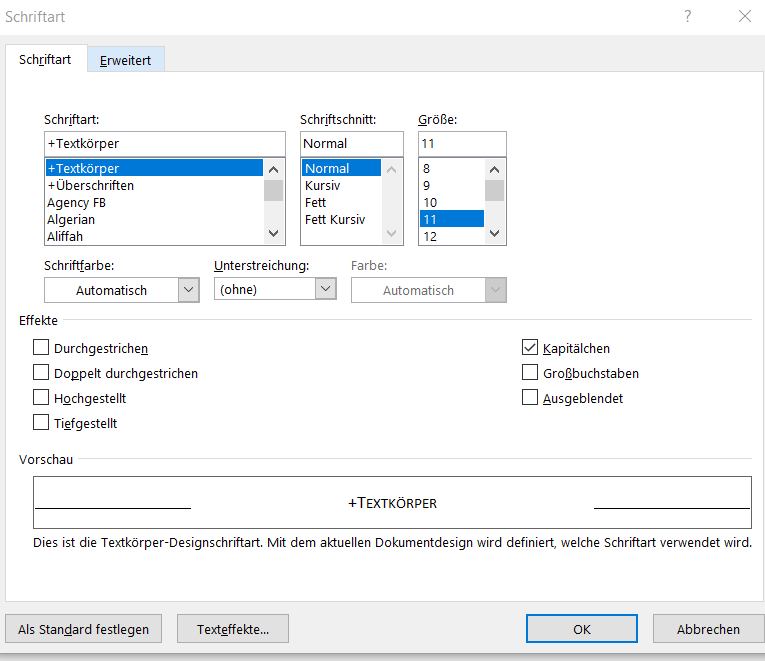 Schriftart ?
Schriftart Erweitert
Schriftart: Schriftschnitt: Größe:
+Textkörper Normal 11
+Textkörper Normal 8
+Überschriften Kursiv 9
Agency FB Fett 10
Algerian Fett Kursiv 11
Aliffah 12
Schriftfarbe: Unterstreichung: Farbe:
Automatisch (ohne) Automatisch
Effekte
Durchgestrichen Kapitälchen
Doppelt durchgestrichen Großbuchstaben
Hochgestellt Ausgeblendet
Tiefgestellt
Vorschau
+TEXTKÖRPER
Dies ist die Textkörper-Designschriftart. Mit dem aktuellen Dokumentdesign wird definiert, welche Schriftart verwendet wird.
Als Standard festlegen Texteffekte... OK Abbrechen